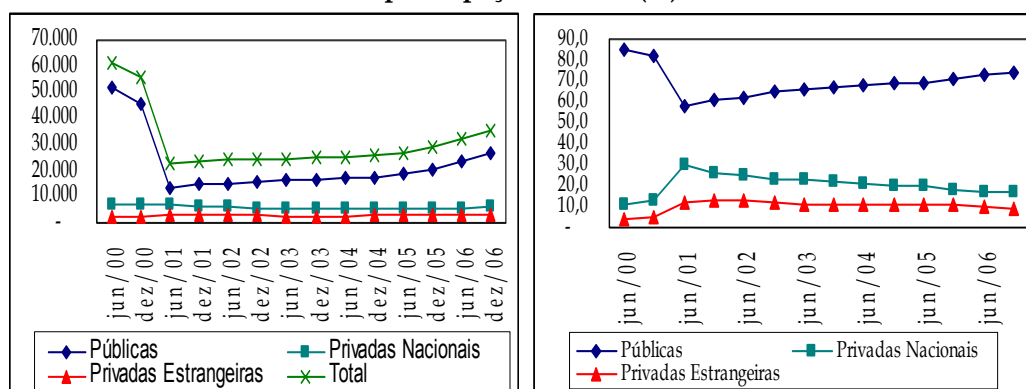 70.000
60.000
50.000
40.000
30.000
20.000
10.000
-
jun/00
dez/00
jun/01
dez/01
jun/02
dez/02
jun/03
dez/03
jun/04
dez/04
jun/05
dez/05
jun/06
dez/06
Públicas
Privadas Nacionais
Privadas Estrangeiras
Total
90,0
80,0
70,0
60,0
50,0
40,0
30,0
20,0
10,0
-
jun/00
jun/01
jun/02
jun/03
jun/04
jun/05
jun/06
Públicas
Privadas Nacionais
Privadas Estrangeiras